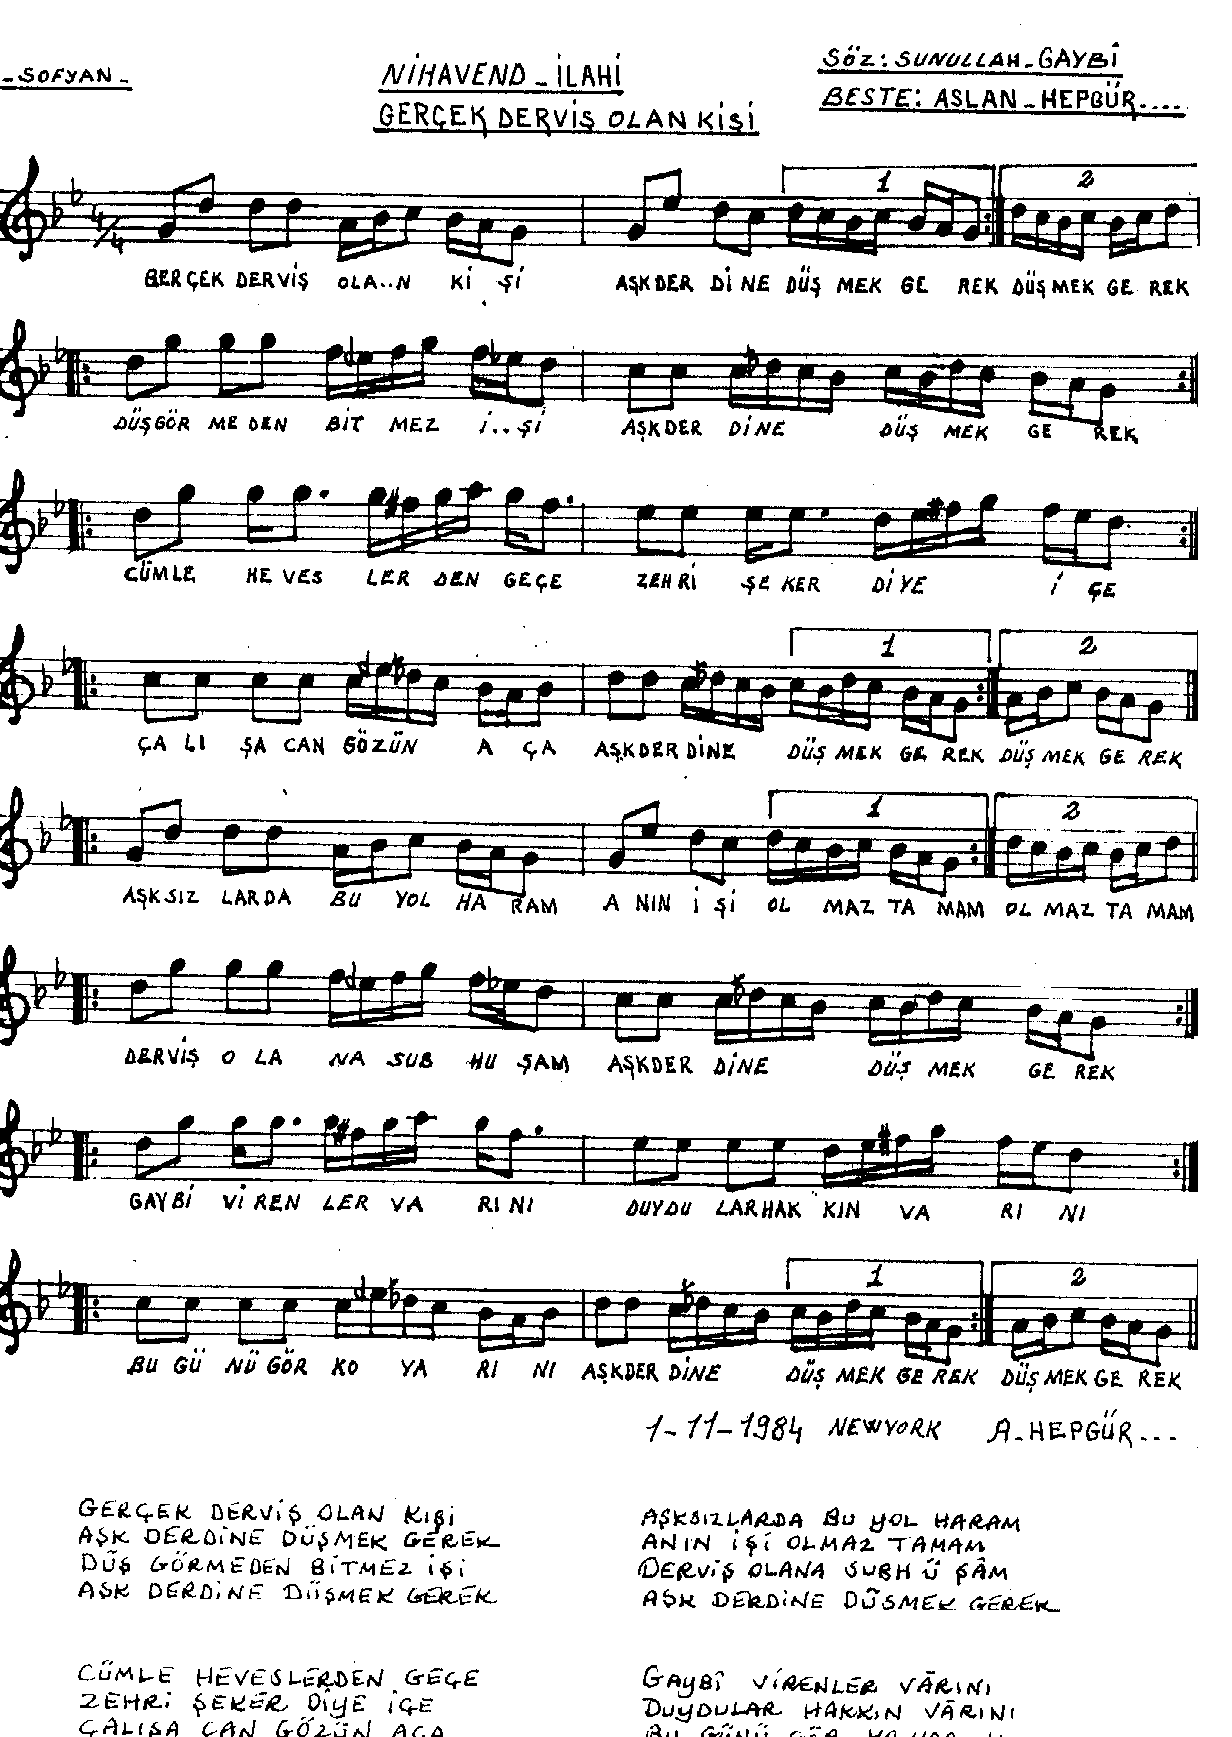 -SOFYAN-
NİHAVEND - İLAHİ
GERÇEK DERVİŞ OLAN KİŞİ
SÖZ: SUNULLAH - GAYBÎ
BESTE: ASLAN - HEPGÜR....
4/4
1 2
BERÇEK DERVİŞ OLA..N Kİ Şİ AŞKDER Dİ NE DÜŞ MEK GE REK DÜŞ MEK GE REK
DÜŞGÖR ME DEN BİT MEZ İ..Şİ AŞKDER DİNE DÜŞ MEK GE REK
CÜMLE HE VES LER DEN GEÇE ZEHRİ ŞE KER DİYE İ ÇE
1 2
ÇA LI ŞA CAN GÖZÜN A ÇA AŞKDER DİNE DÜŞ MEK GE REK DÜŞ MEK GE REK
1 2
AŞKSIZ LARDA BU YOL HA RAM A NIN İ Şİ OL MAZ TA MAM OL MAZ TA MAM
DERVİŞ O LA NA SUB HU ŞAM AŞKDER DİNE DÜŞ MEK GE REK
GAYBİ Vİ REN LER VA RI NI DUYDU LARHAK KIN VA RI NI
1 2
BU GÜ NÜ GÖR KO YA RI NI AŞKDER DİNE DÜŞ MEK GE REK DÜŞ MEK GE REK
1-11-1984 NEWYORK A-HEPGÜR...
GERÇEK DERVİŞ OLAN KIŞİ
AŞK DERDİNE DÜŞMEK GEREK
DÜŞ GÖRMEDEN BİTMEZ İŞİ
AŞK DERDİNE DÜŞMEK GEREK
AŞKSIZLARDA BU YOL HARAM
ANIN İŞİ OLMAZ TAMAM
DERVİŞ OLANA SUBH Ü ŞÂM
AŞK DERDİNE DÜŞMEK GEREK
CÜMLE HEVESLERDEN GEÇE
ZEHRİ ŞEKER DİYE İÇE
ÇALIŞA CAN GÖZÜN AÇA
GAYBÎ VİRENLER VÂRINI
DUYDULAR HAKKIN VÂRINI
BU GÜNÜ GÖR